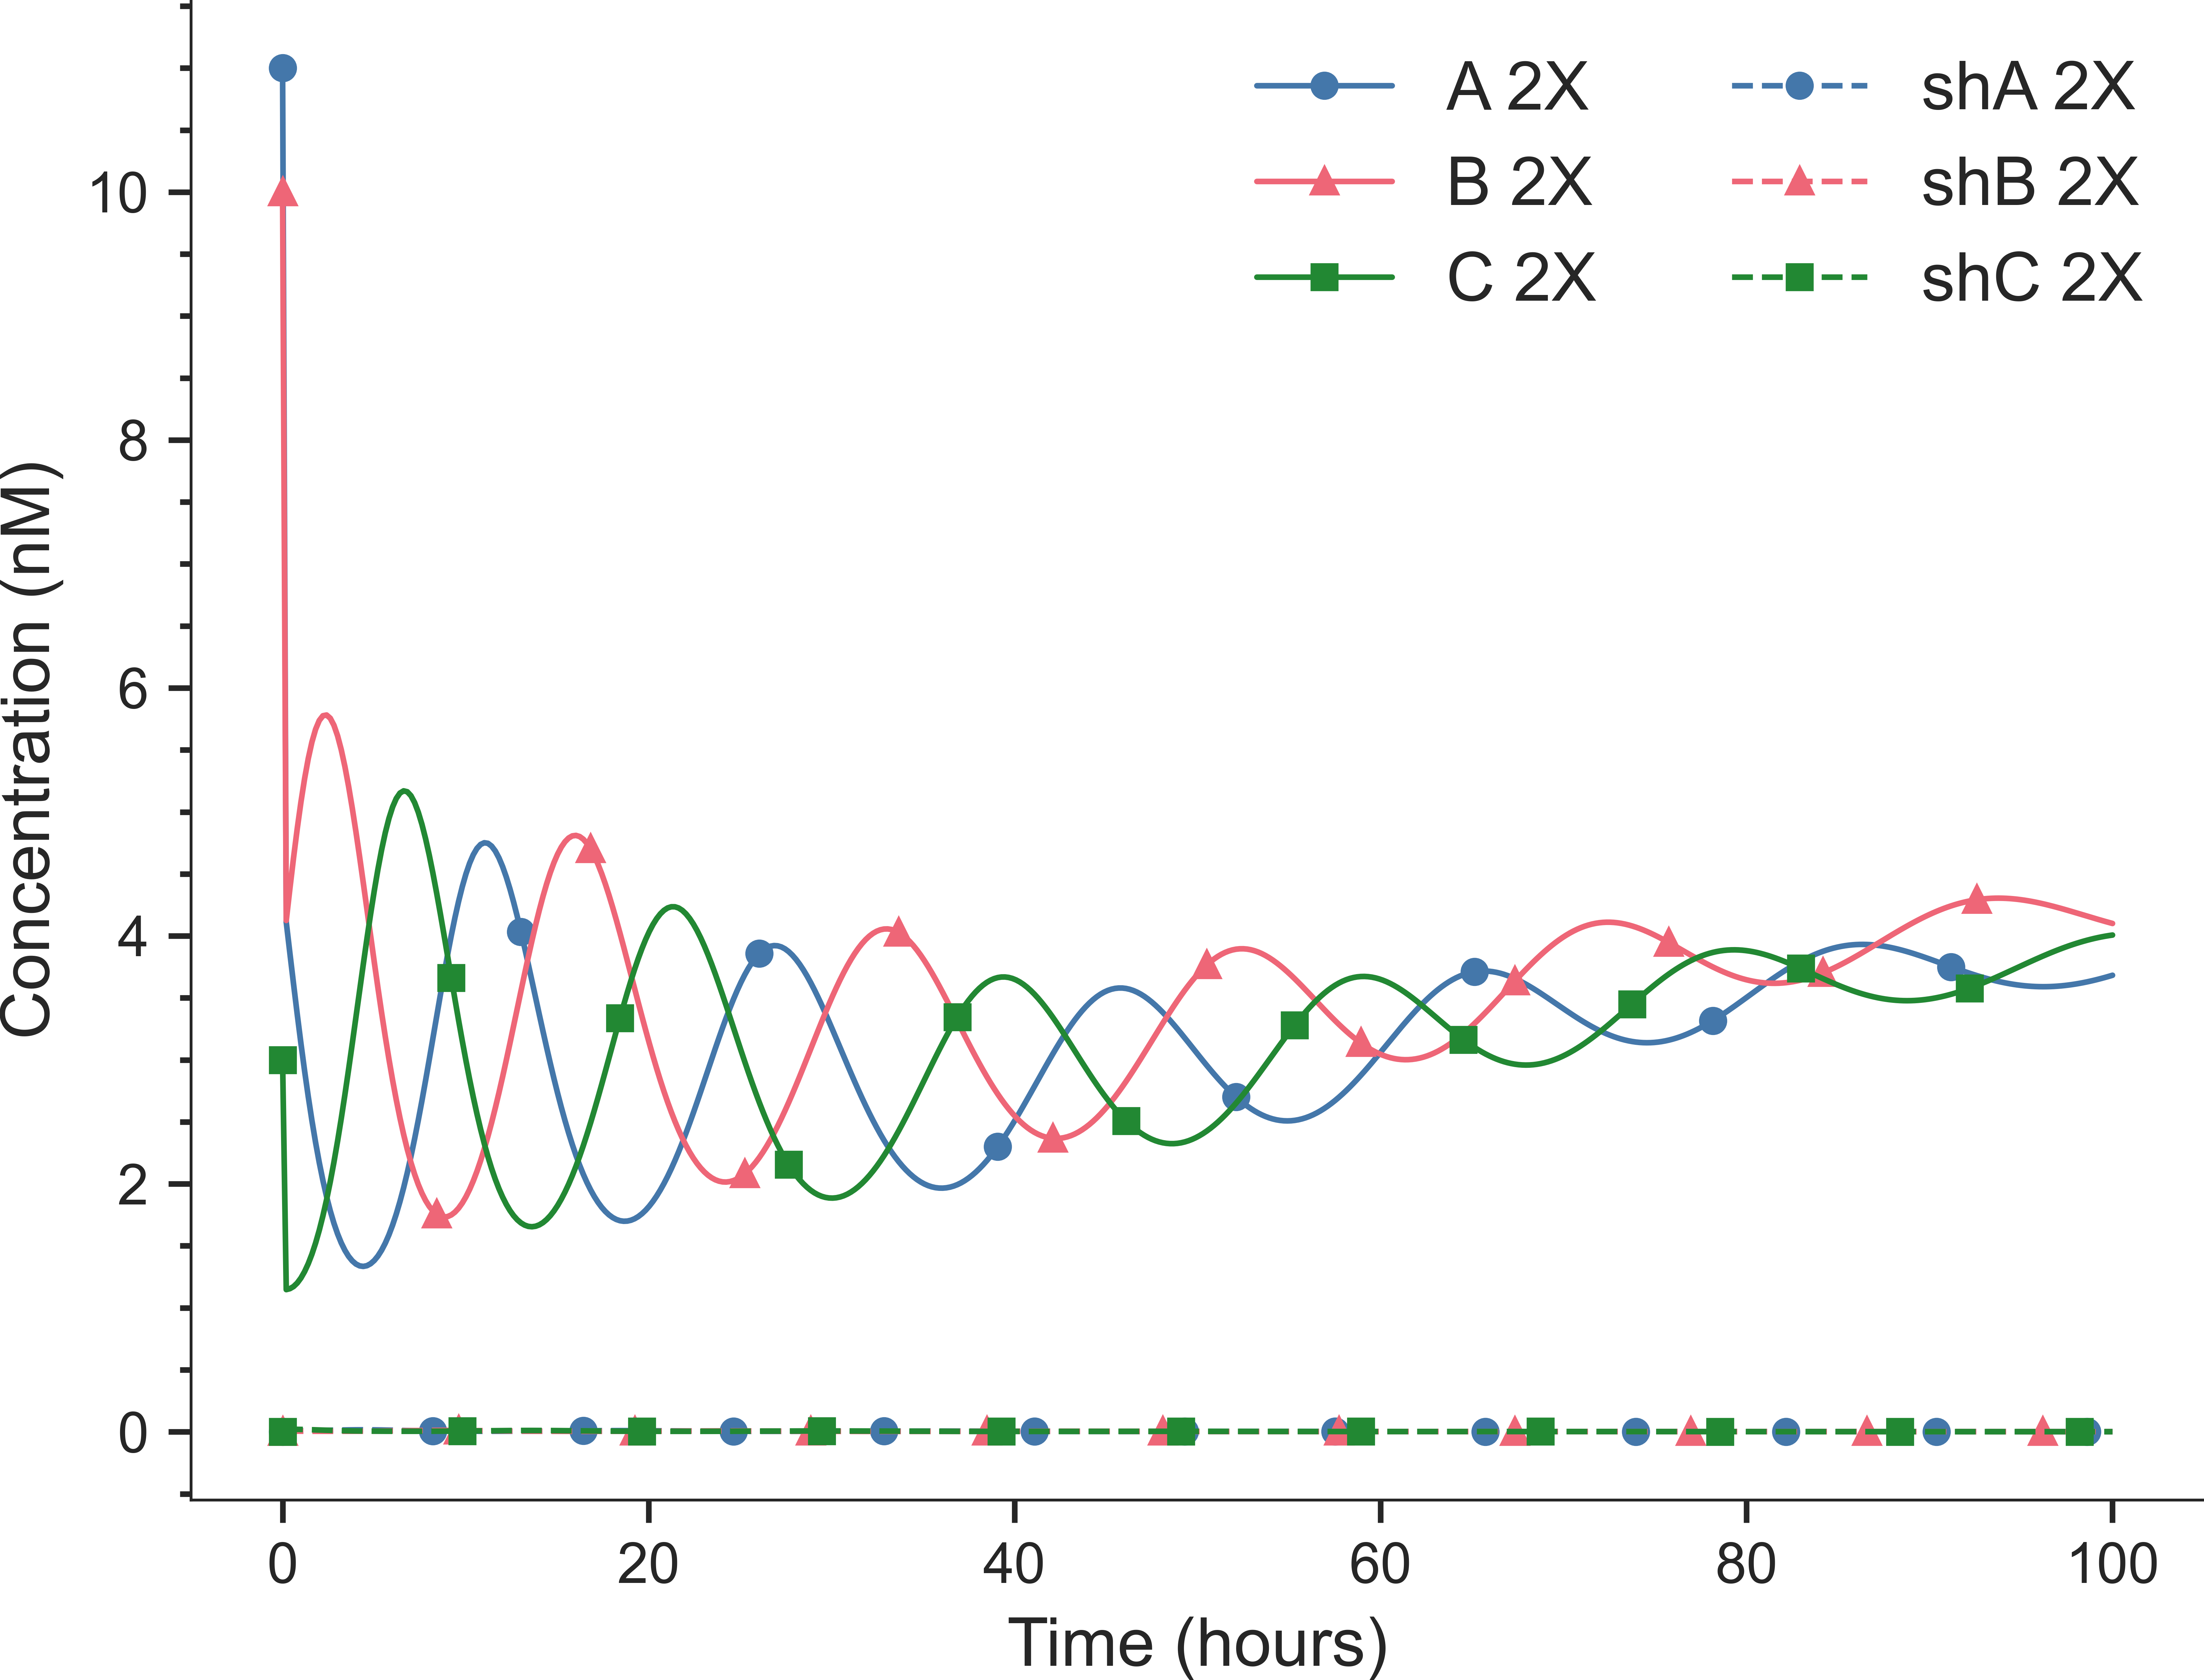 Concentration (nM)
10
8
6
4
2
0
A 2X
B 2X
C 2X
shA 2X
shB 2X
shC 2X
0 20 40 60 80 100
Time (hours)